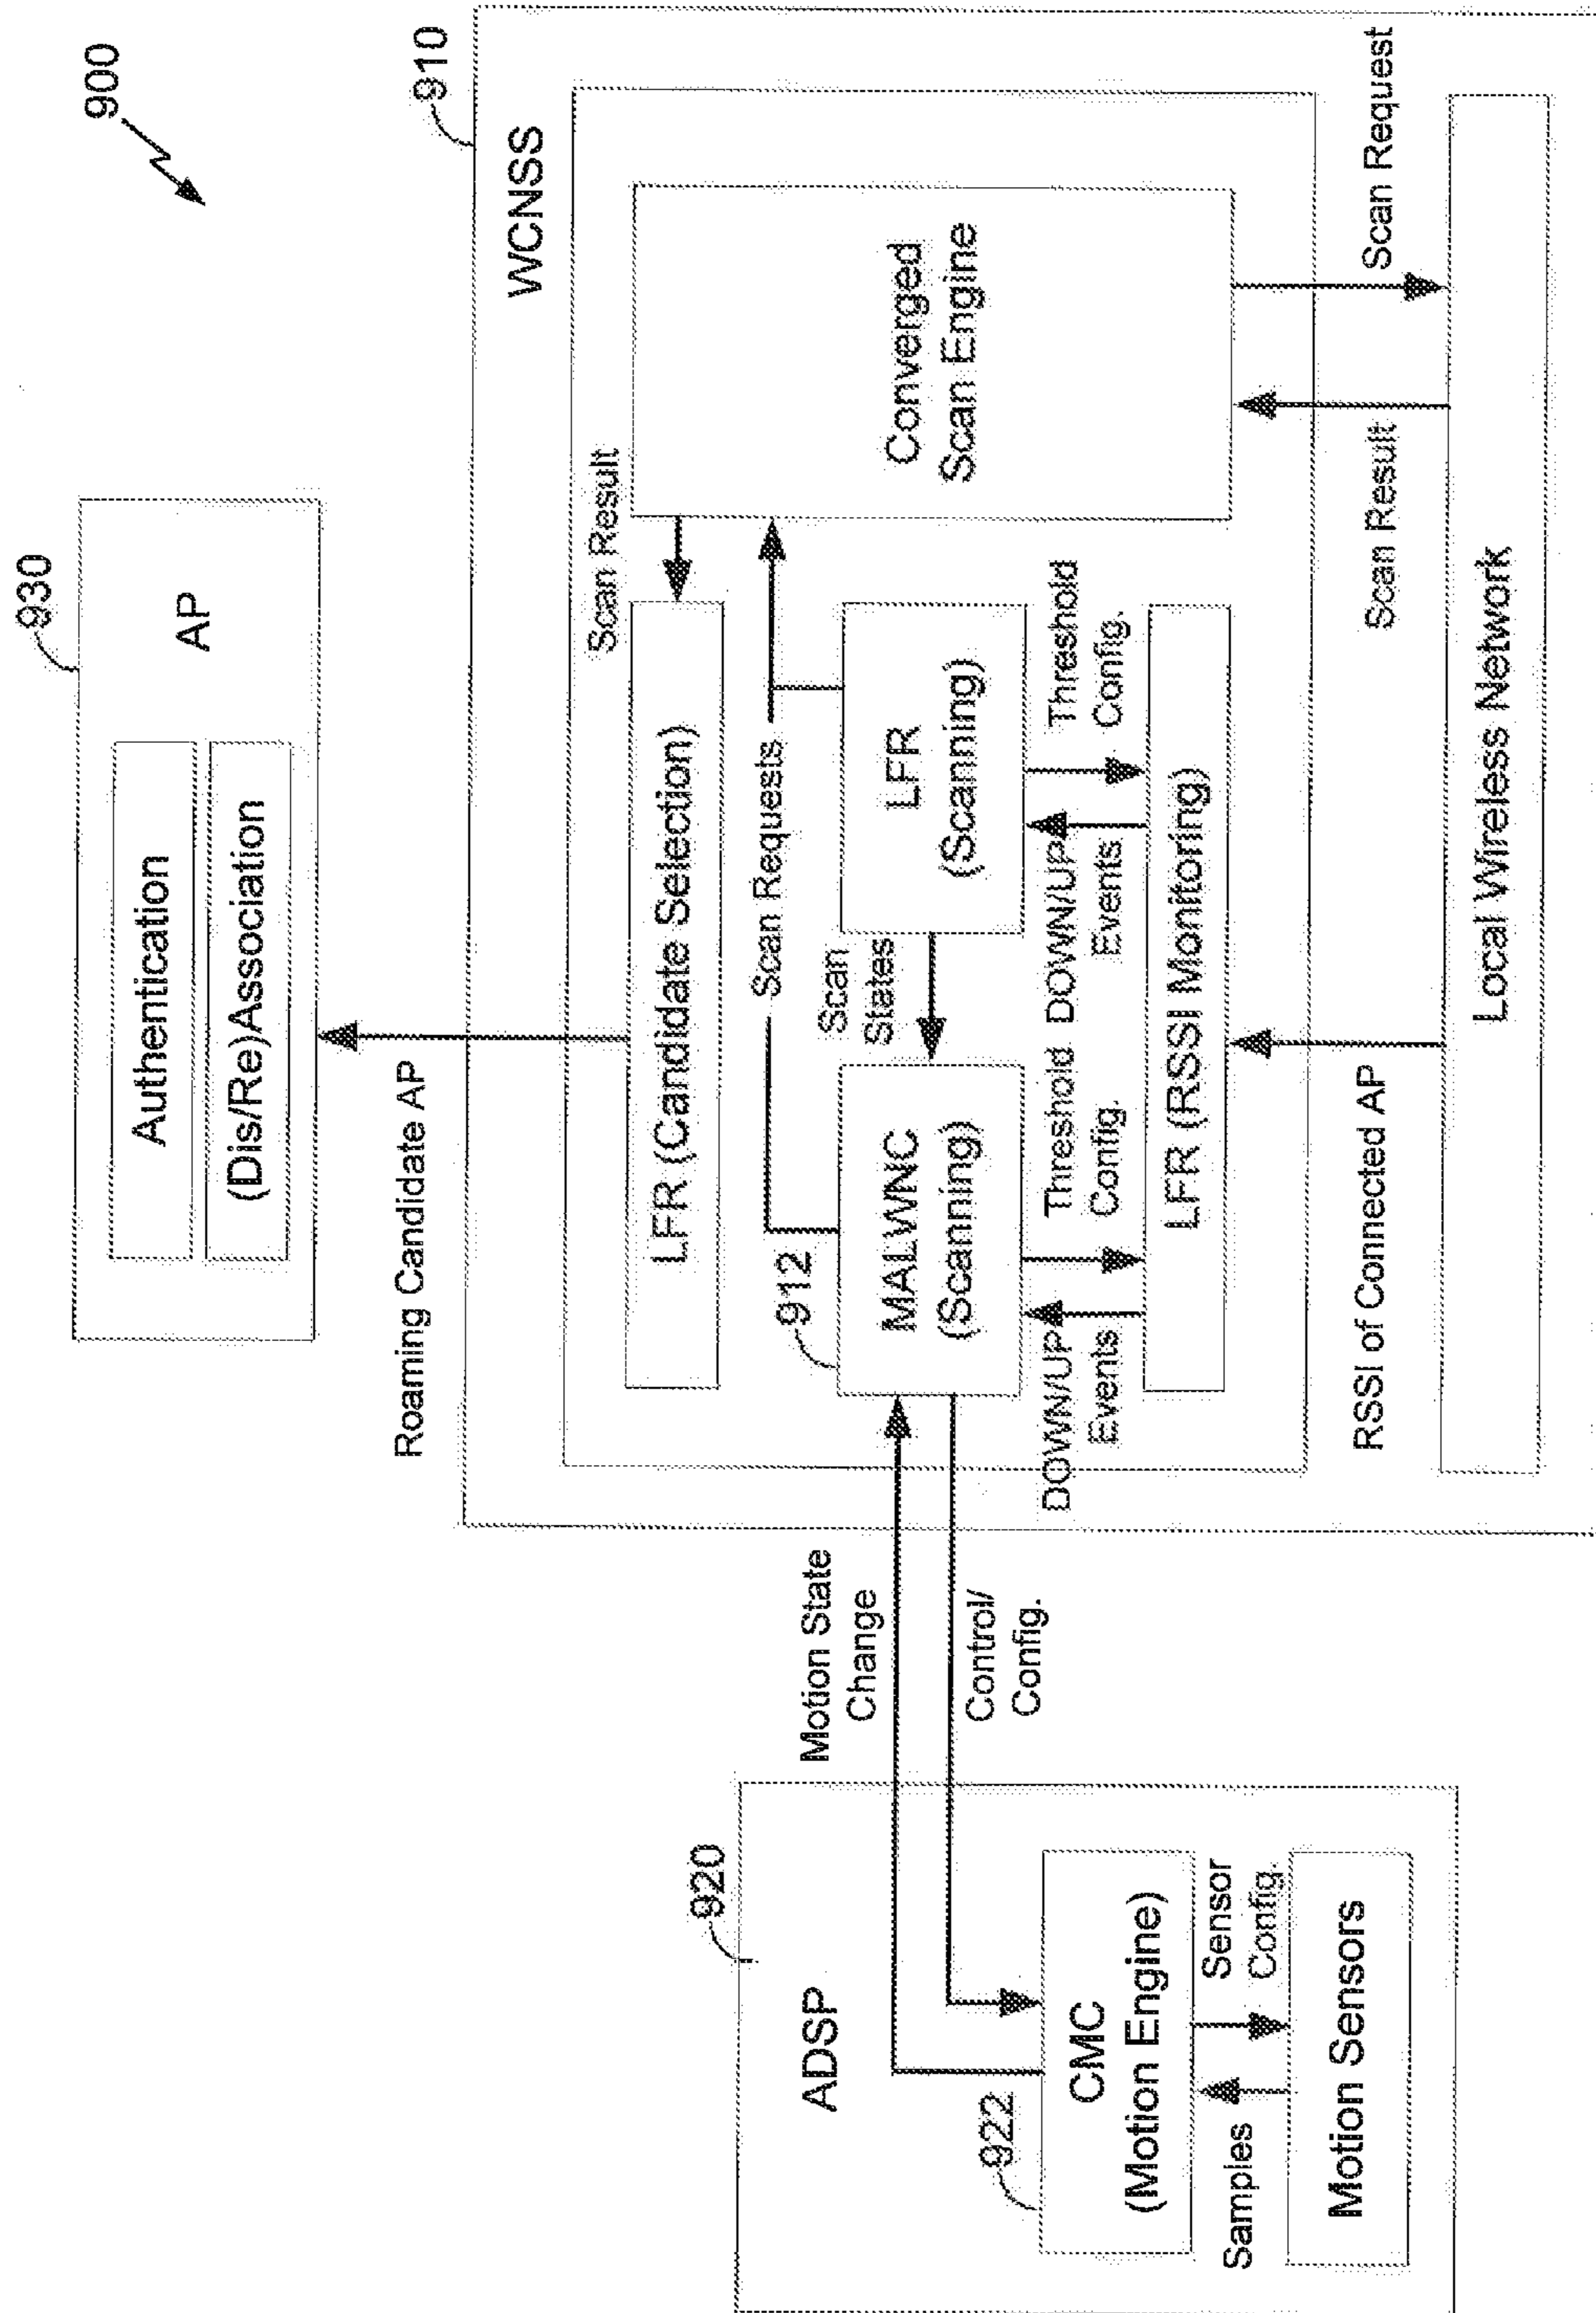 900
930
AP
Authentication
(Dis/Re)Association
Roaming Candidate AP
910
WCNSS
Scan Result
LFR (Candidate Selection)
Scan Requests
Converged
Scan Engine
912
MALWNC
(Scanning)
Scan
States
LFR
(Scanning)
DOWN/UP
Events
Threshold
Config.
DOWN/UP
Events
Threshold
Config.
LFR (RSSI Monitoring)
RSSI of Connected AP
Scan Result
Scan Request
Local Wireless Network
Motion State
Change
Control/
Config.
920
ADSP
922
CMC
(Motion Engine)
Samples
Sensor
Config.
Motion Sensors